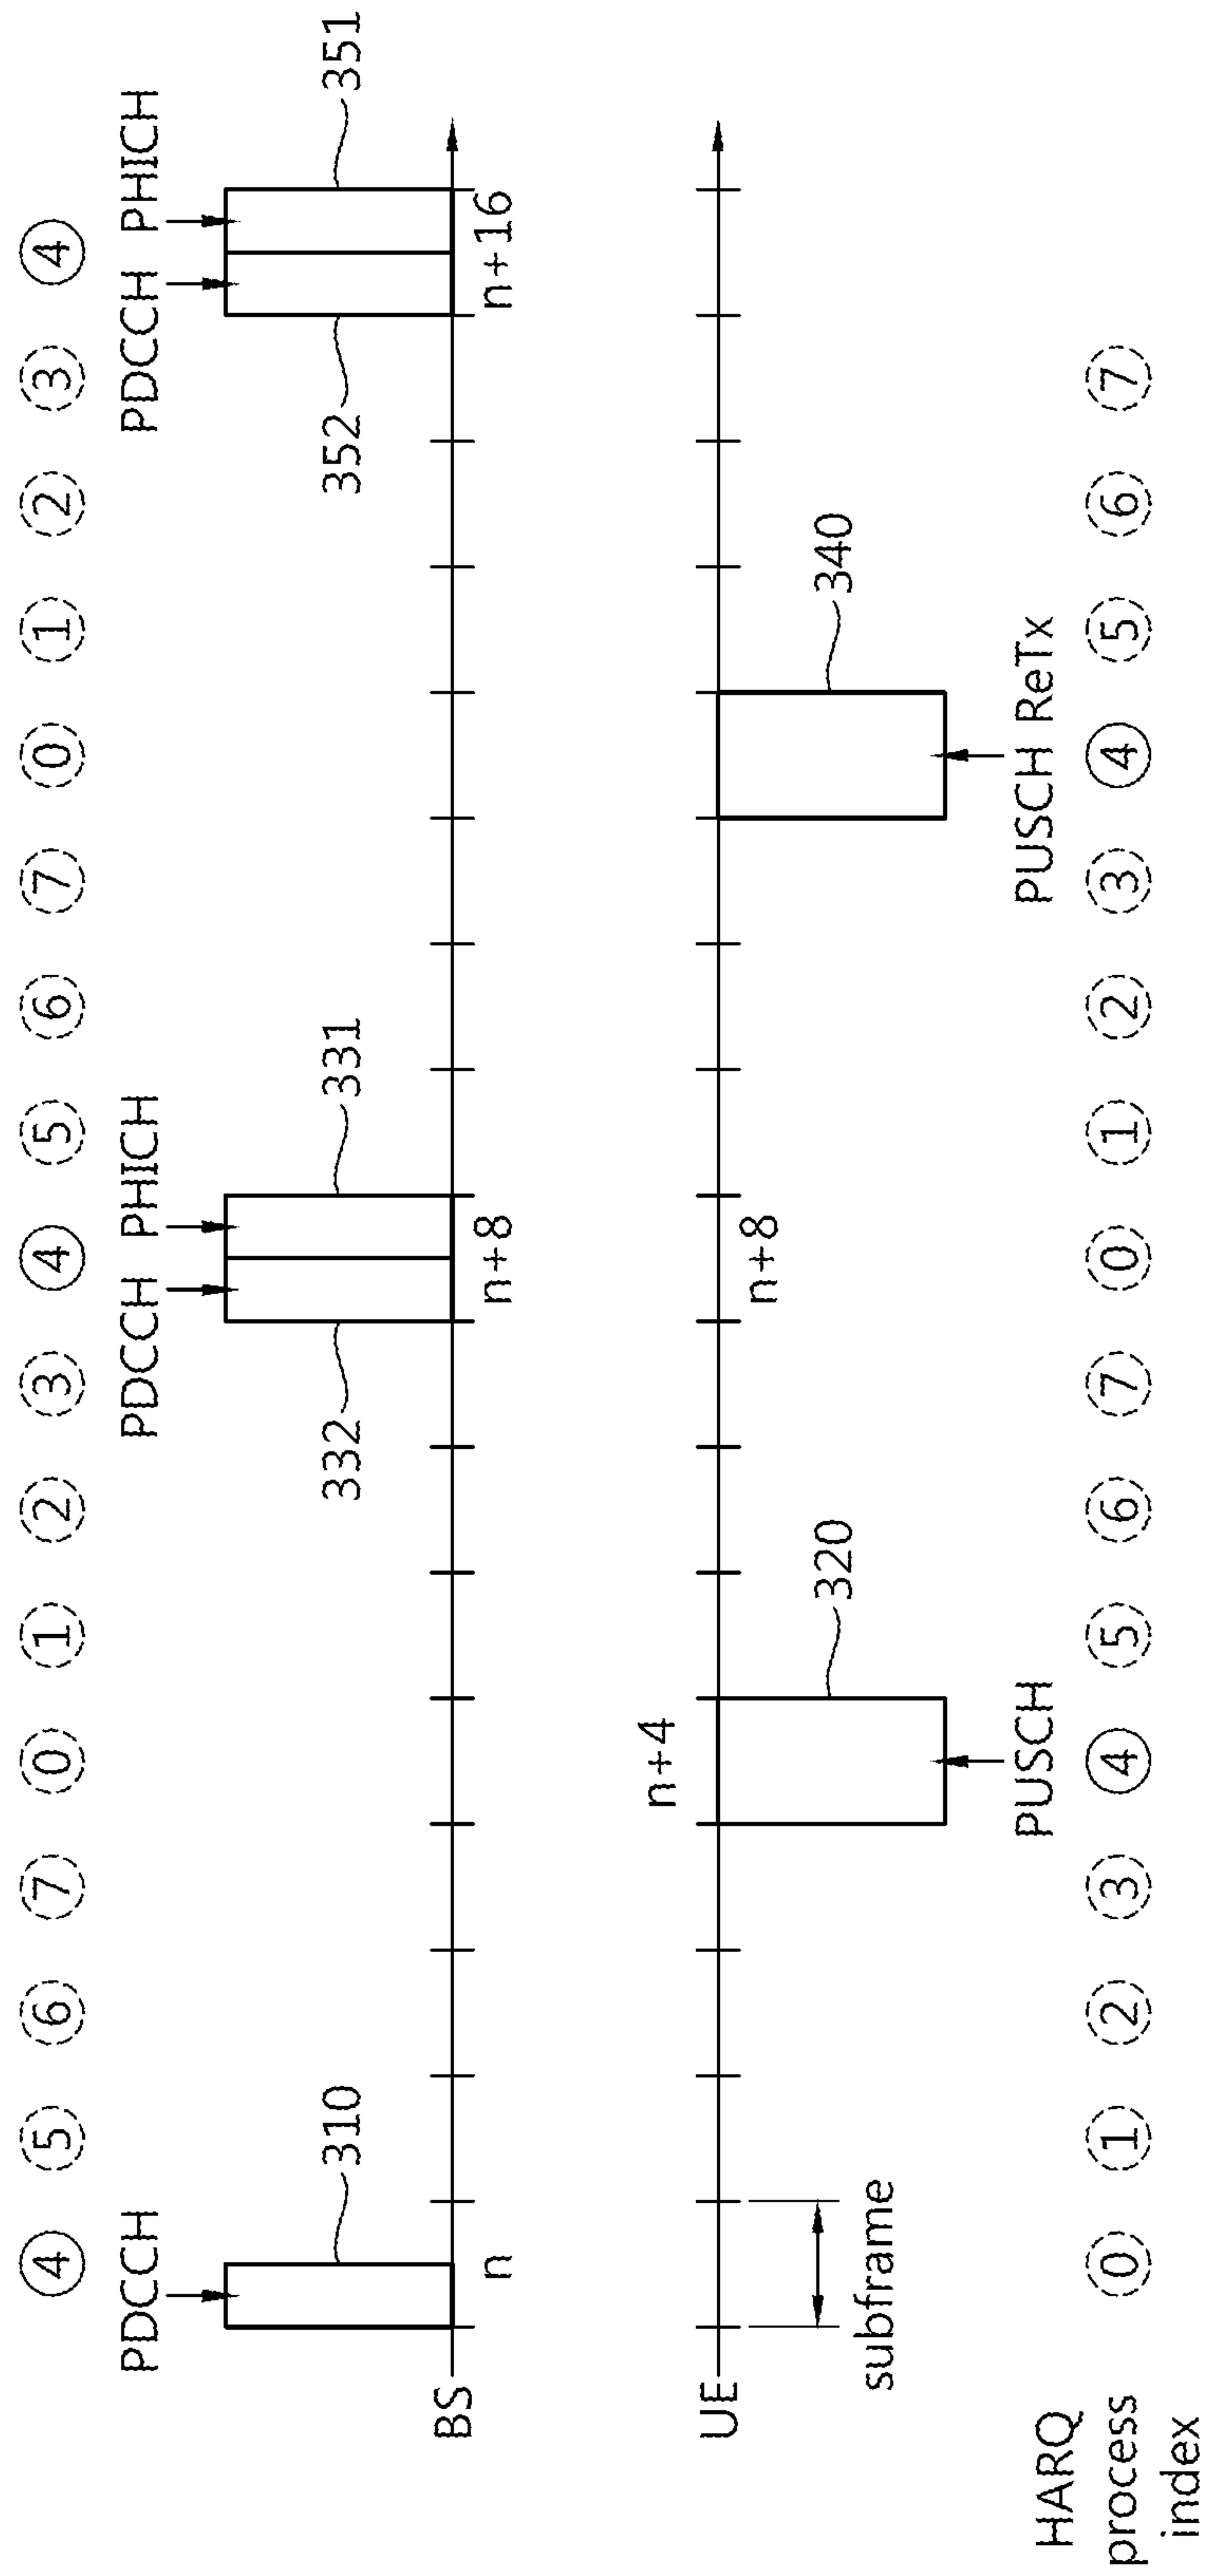 ④ ⑤ ⑥ ⑦ ⓪ ① ② ③ ④ ⑤ ⑥ ⑦ ⓪ ① ② ③ ④
PDCCH PDCCH PHICH PDCCH PHICH
310 332 331 352 351
BS
n n+8 n+16
n+4
UE
n+8
subframe
320 340
PUSCH PUSCH ReTx
HARQ
process
index
⓪ ① ② ③ ④ ⑤ ⑥ ⑦ ⓪ ① ② ③ ④ ⑤ ⑥ ⑦